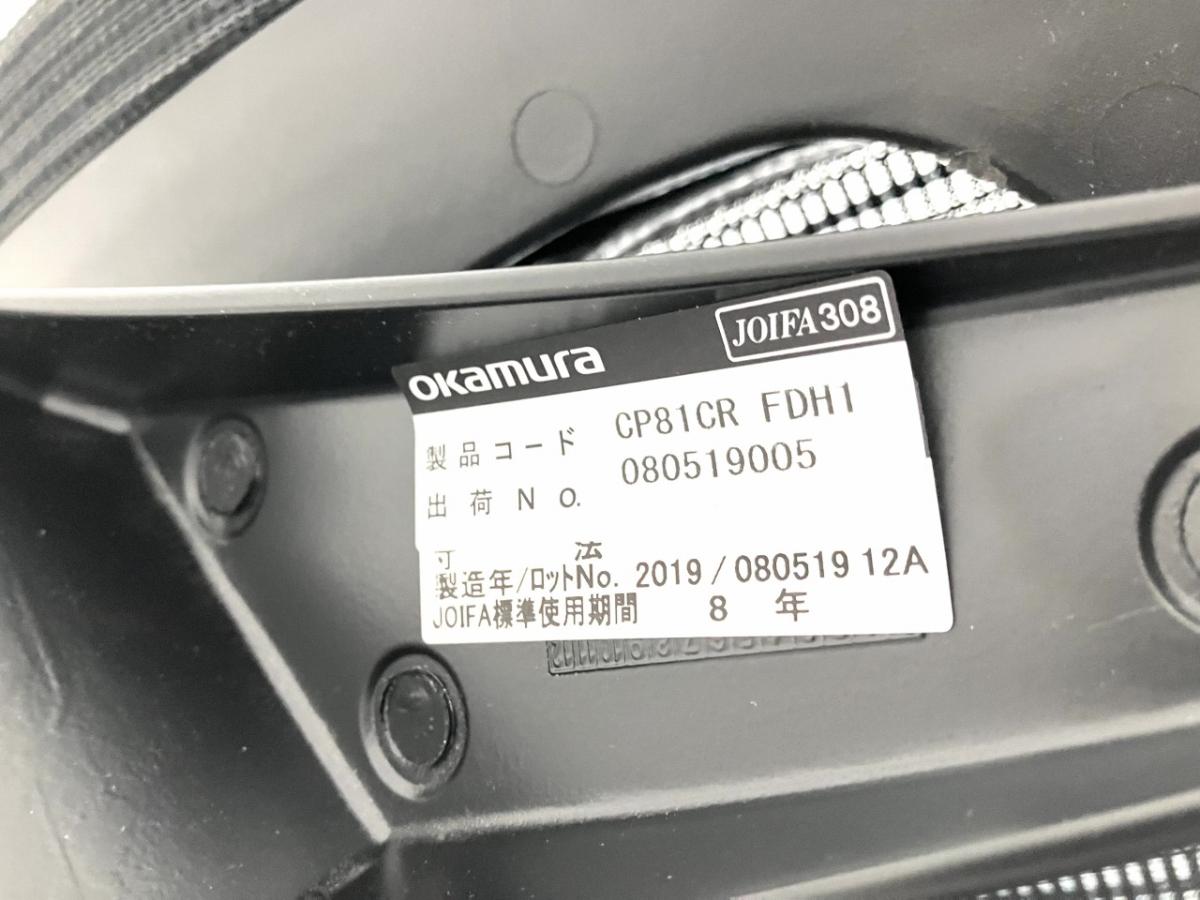 okamura
JOIFA308
製品コード CP81CR FDH1
出荷NO. 080519005
寸法
製造年/ロットNo. 2019/080519 12A
JOIFA標準使用期間 8 年